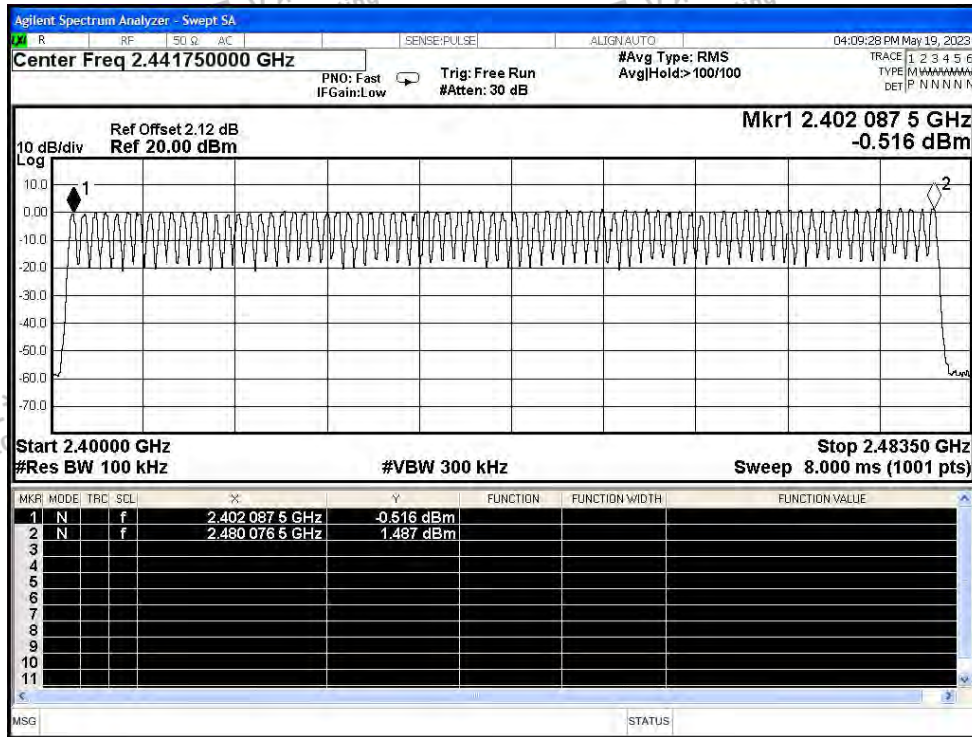 Agilent Spectrum Analyzer - Swept SA
LXI R RF 50 Ω AC SENSE:PULSE ALIGN AUTO 04:09:28 PM May 19, 2023
Center Freq 2.441750000 GHz #Avg Type: RMS TRACE 1 2 3 4 5 6
PNO: Fast Trig: Free Run Avg|Hold:>100/100 TYPE M WWWWW
IFGain:Low #Atten: 30 dB DET P N N N N N
Ref Offset 2.12 dB Mkr1 2.402 087 5 GHz
10 dB/div Ref 20.00 dBm -0.516 dBm
Log
10.0
1
2
0.00
-10.0
-20.0
-30.0
-40.0
-50.0
-60.0
-70.0
Start 2.40000 GHz Stop 2.48350 GHz
#Res BW 100 kHz #VBW 300 kHz Sweep 8.000 ms (1001 pts)
MKR MODE TRC SCL X Y FUNCTION FUNCTION WIDTH FUNCTION VALUE
1 N f 2.402 087 5 GHz -0.516 dBm
2 N f 2.480 076 5 GHz 1.487 dBm
3
4
5
6
7
8
9
10
11
MSG STATUS